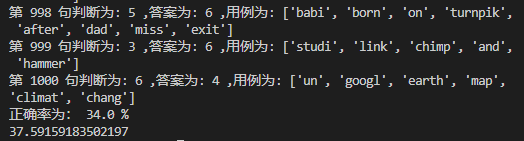 第 998 句判断为: 5 ,答案为: 6 ,用例为: ['babi', 'born', 'on', 'turnpik',
 'after', 'dad', 'miss', 'exit']
第 999 句判断为: 3 ,答案为: 6 ,用例为: ['studi', 'link', 'chimp', 'and',
 'hammer']
第 1000 句判断为: 6 ,答案为: 4 ,用例为: ['un', 'googl', 'earth', 'map',
'climat', 'chang']
正确率为:  34.0 %
37.59159183502197